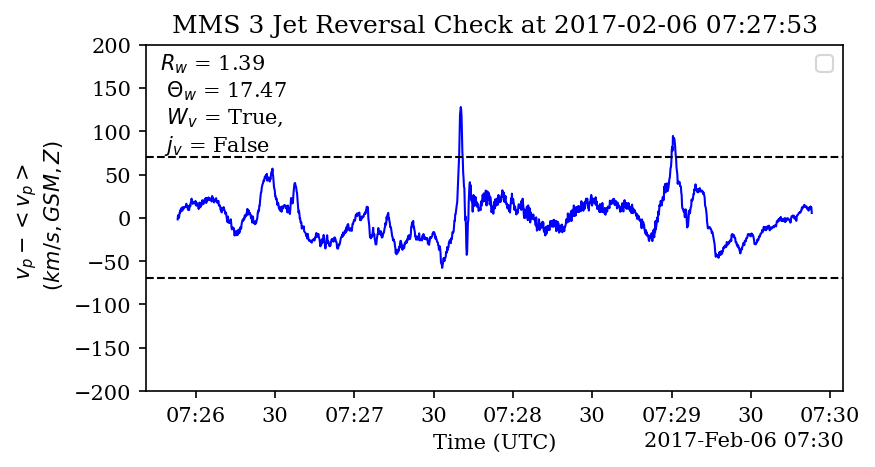 MMS 3 Jet Reversal Check at 2017-02-06 07:27:53
R_w = 1.39
Θ_w = 17.47
W_v = True,
j_v = False
200
150
100
50
0
−50
−100
−150
−200
v_p − < v_p >
(km/s, GSM, Z)
07:26 30 07:27 30 07:28 30 07:29 30 07:30
Time (UTC)
2017-Feb-06 07:30